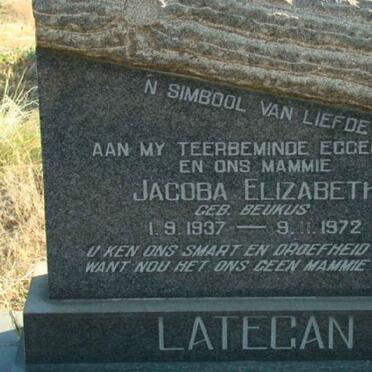 'N SIMBOOL VAN LIEFDE
AAN MY TEERBEMINDE EGGE
EN ONS MAMMIE
JACOBA ELIZABETH
GEB. BEUKUS
1.9.1937 — 9.11.1972
U KEN ONS SMART EN DROEFHEID
WANT NOU HET ONS GEEN MAMMIE
LATEGAN